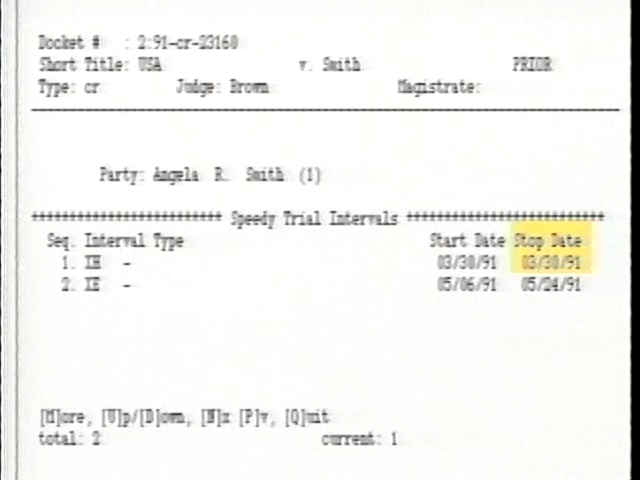 Docket # : 2:91-cr-23160
Short Title: USA v. Smith PRIOR
Type: cr Judge: Brown Magistrate:
Party: Angela R. Smith (1)
************************* Speedy Trial Intervals **************************
Seq. Interval Type Start Date Stop Date
1. XH - 03/30/91 03/30/91
2. XE - 05/06/91 05/24/91
[M]ore, [U]p/[D]own, [N]x [P]v, [Q]uit
total: 2 current: 1